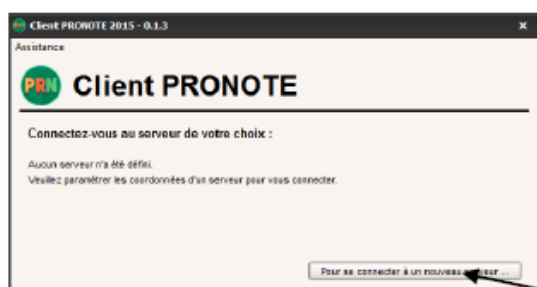 Client PRONOTE 2015 - 0.1.3
Assistance
PRN Client PRONOTE
Connectez-vous au serveur de votre choix :
Aucun serveur n'a été défini.
Veuillez paramétrer les coordonnées d'un serveur pour vous connecter.
Pour se connecter à un nouveau serveur ...